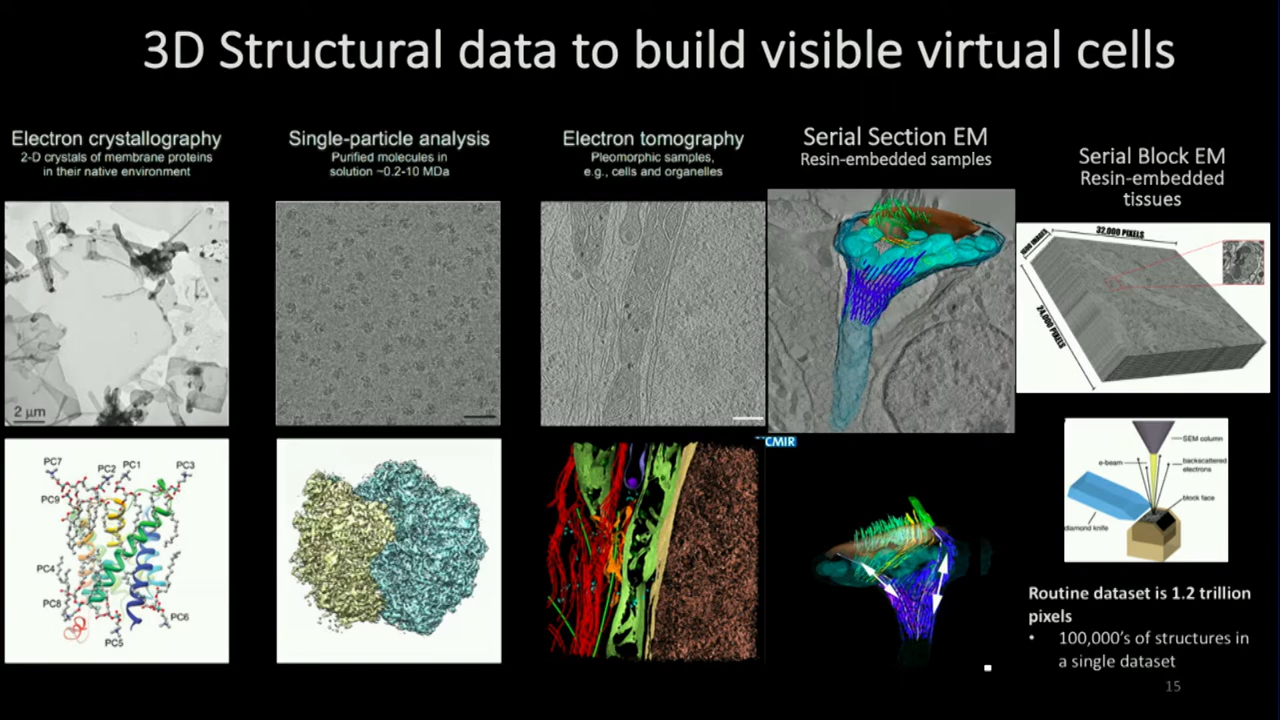 3D Structural data to build visible virtual cells
Electron crystallography
2-D crystals of membrane proteins
in their native environment
Single-particle analysis
Purified molecules in
solution ~0.2-10 MDa
Electron tomography
Pleomorphic samples,
e.g., cells and organelles
Serial Section EM
Resin-embedded samples
Serial Block EM
Resin-embedded
tissues
2 μm
32,000 PIXELS
24,000 PIXELS
PC7
PC2
PC1
PC3
PC9
PC4
PC8
PC5
PC6
CMIR
SEM column
e-beam
backscattered
electrons
block face
diamond knife
Routine dataset is 1.2 trillion
pixels
• 100,000's of structures in
a single dataset
15